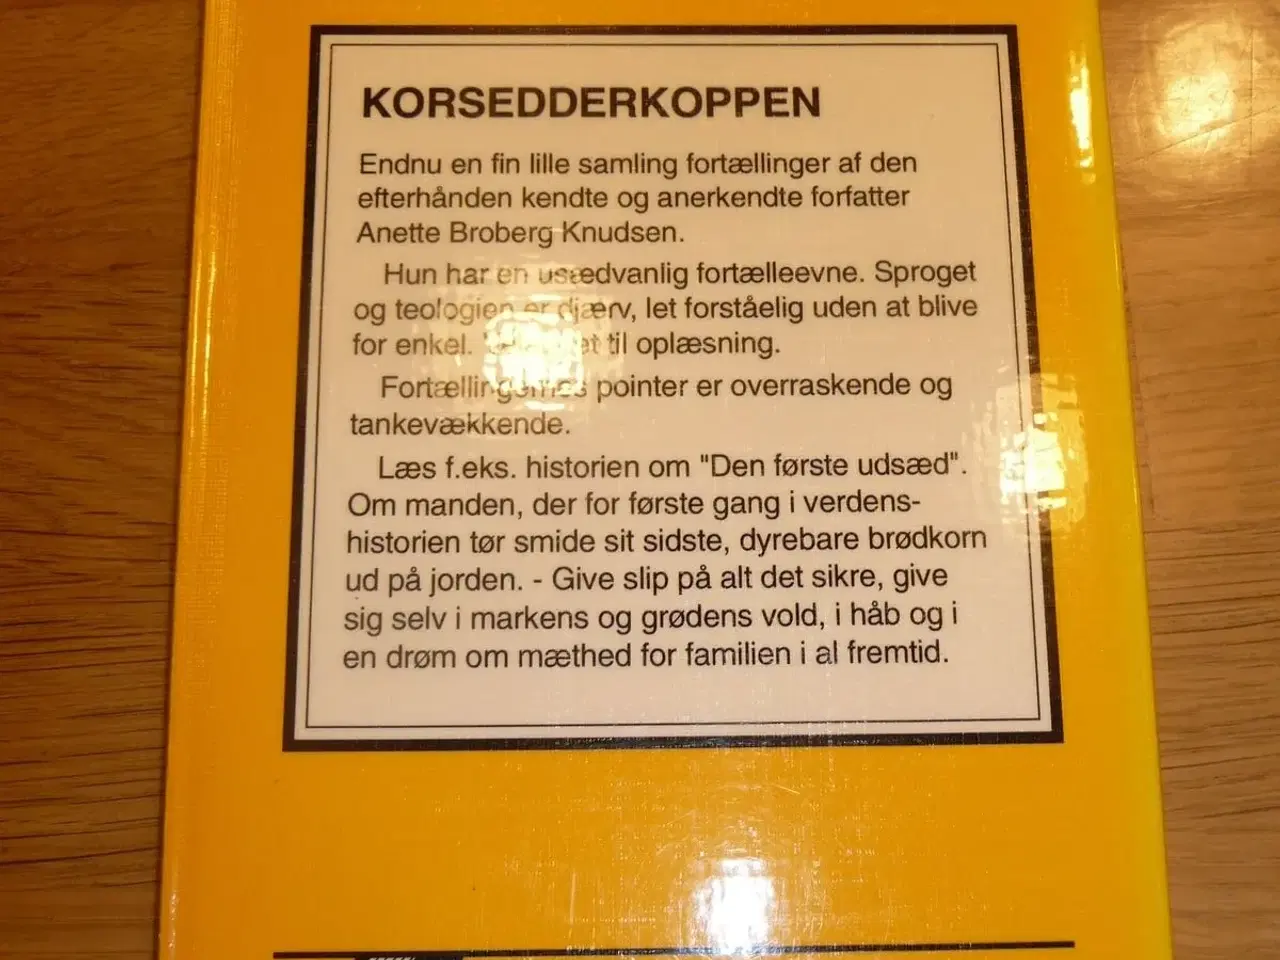 KORSEDDERKOPPEN
Endnu en fin lille samling fortællinger af den
efterhånden kendte og anerkendte forfatter
Anette Broberg Knudsen.
Hun har en usædvanlig fortælleevne. Sproget
og teologien er djærv, let forståelig uden at blive
for enkel. til oplæsning.
Fortællingernes pointer er overraskende og
tankevækkende.
Læs f.eks. historien om "Den første udsæd".
Om manden, der for første gang i verdens-
historien tør smide sit sidste, dyrebare brødkorn
ud på jorden. - Give slip på alt det sikre, give
sig selv i markens og grødens vold, i håb og i
en drøm om mæthed for familien i al fremtid.